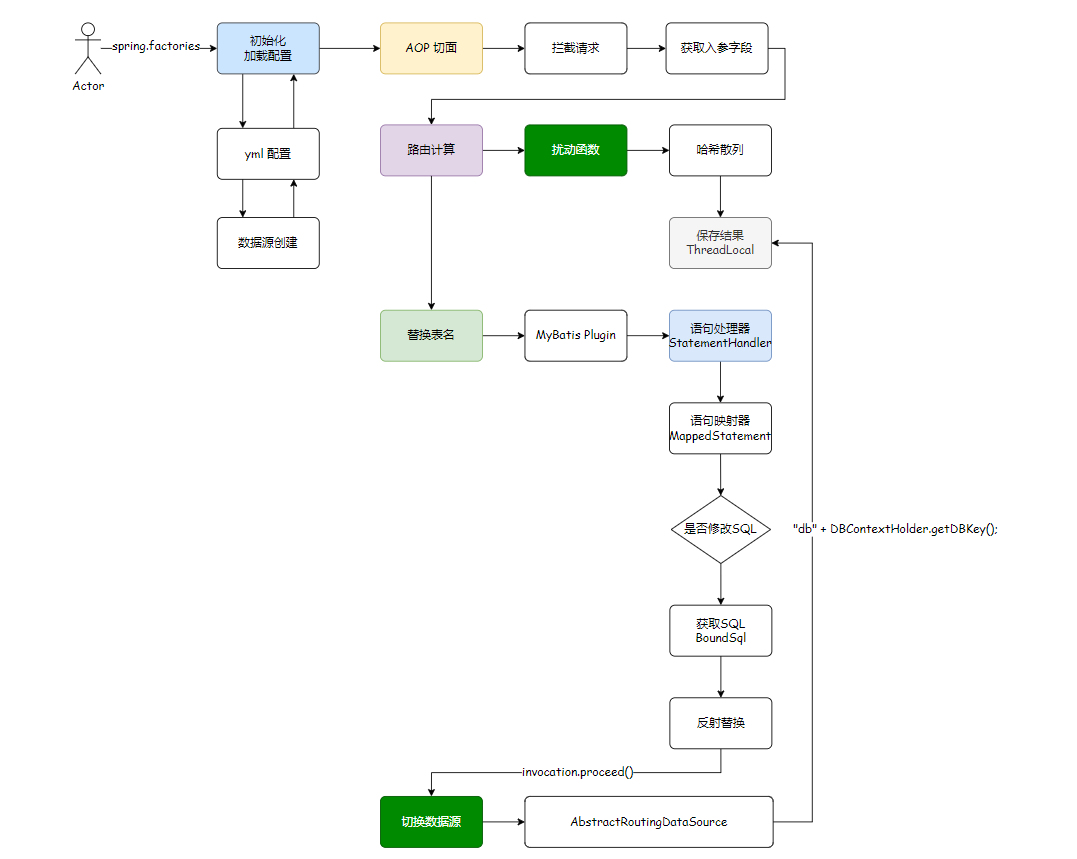 spring.factories
Actor
初始化
加载配置
AOP 切面
拦截请求
获取入参字段
yml 配置
数据源创建
路由计算
扰动函数
哈希散列
保存结果
ThreadLocal
替换表名
MyBatis Plugin
语句处理器
StatementHandler
语句映射器
MappedStatement
是否修改SQL
"db" + DBContextHolder.getDBKey();
获取SQL
BoundSql
反射替换
invocation.proceed()
切换数据源
AbstractRoutingDataSource